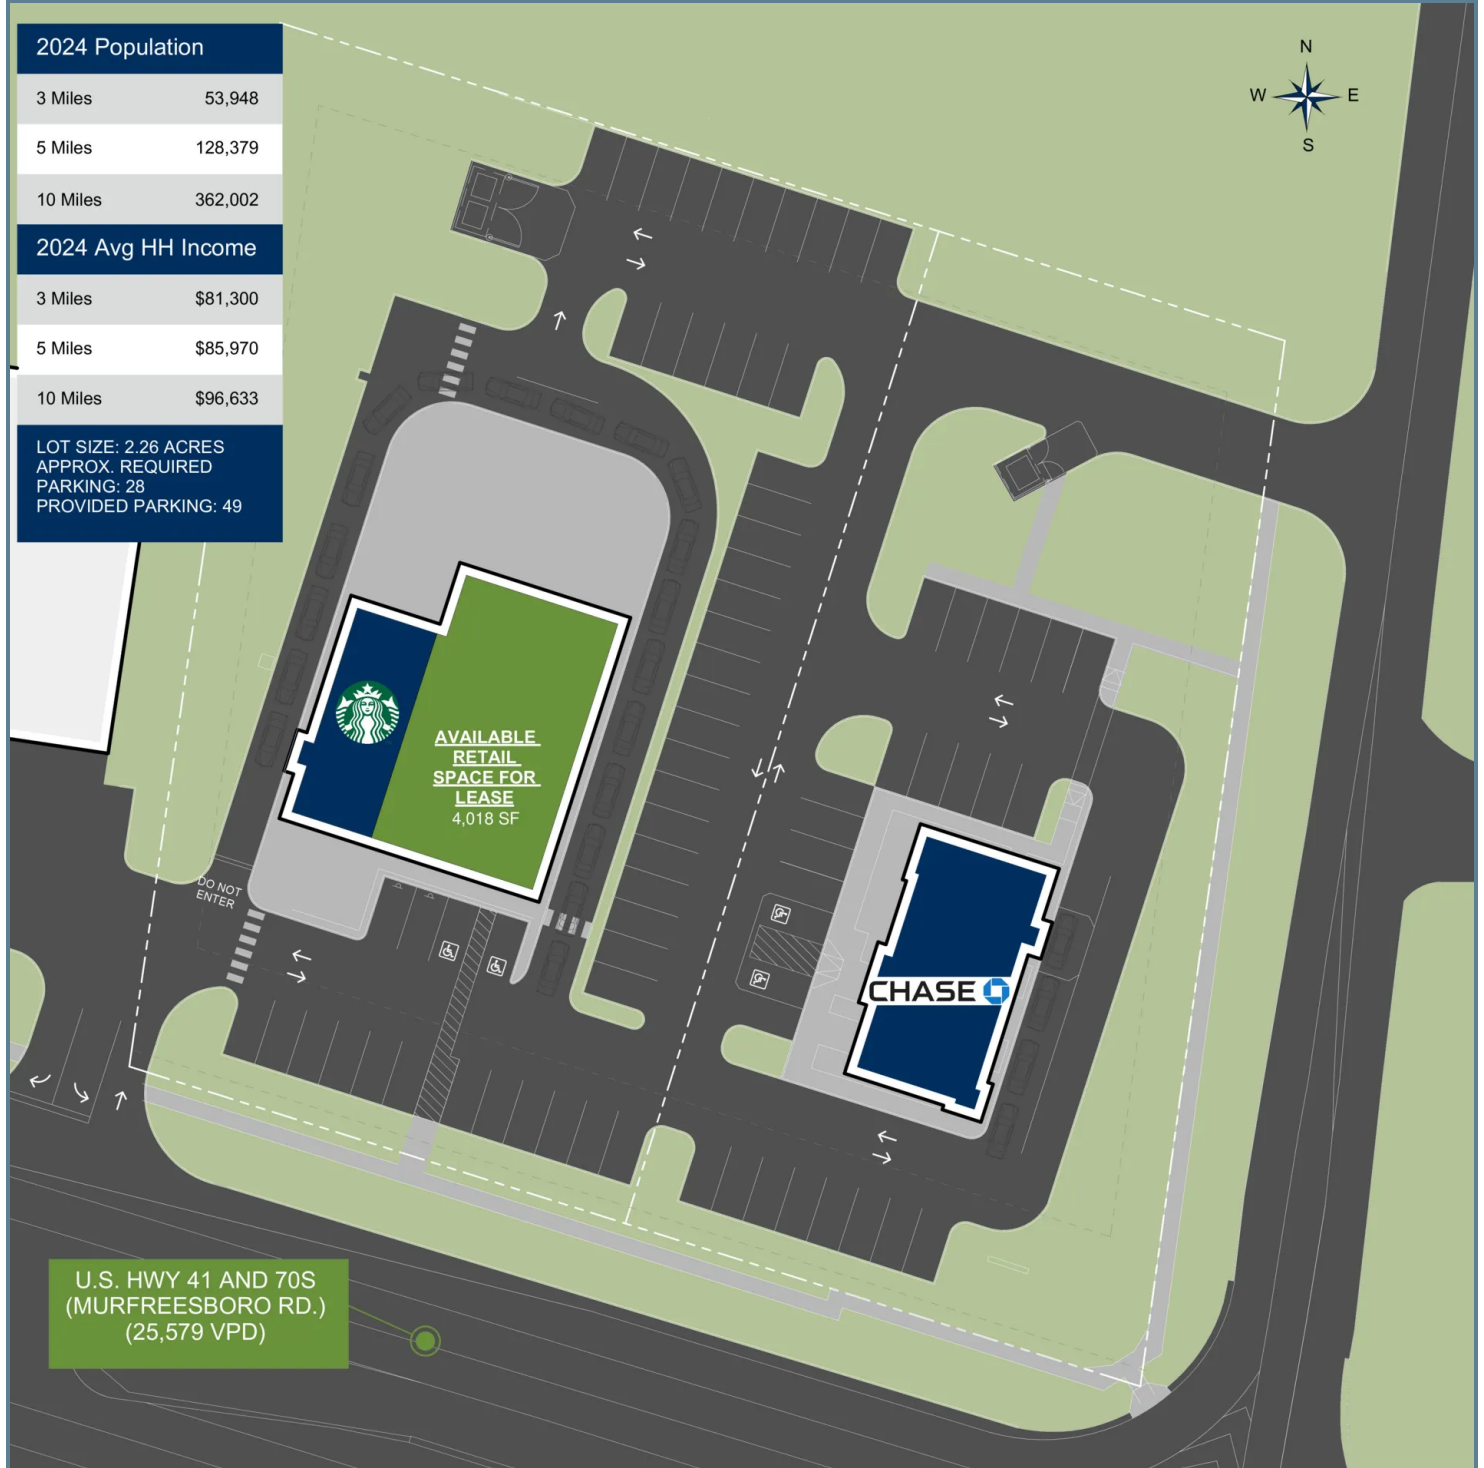 2024 Population
3 Miles 53,948
5 Miles 128,379
10 Miles 362,002
2024 Avg HH Income
3 Miles $81,300
5 Miles $85,970
10 Miles $96,633
LOT SIZE: 2.26 ACRES
APPROX. REQUIRED
PARKING: 28
PROVIDED PARKING: 49
N
W E
S
AVAILABLE
RETAIL
SPACE FOR
LEASE
4,018 SF
DO NOT
ENTER
CHASE
U.S. HWY 41 AND 70S
(MURFREESBORO RD.)
(25,579 VPD)